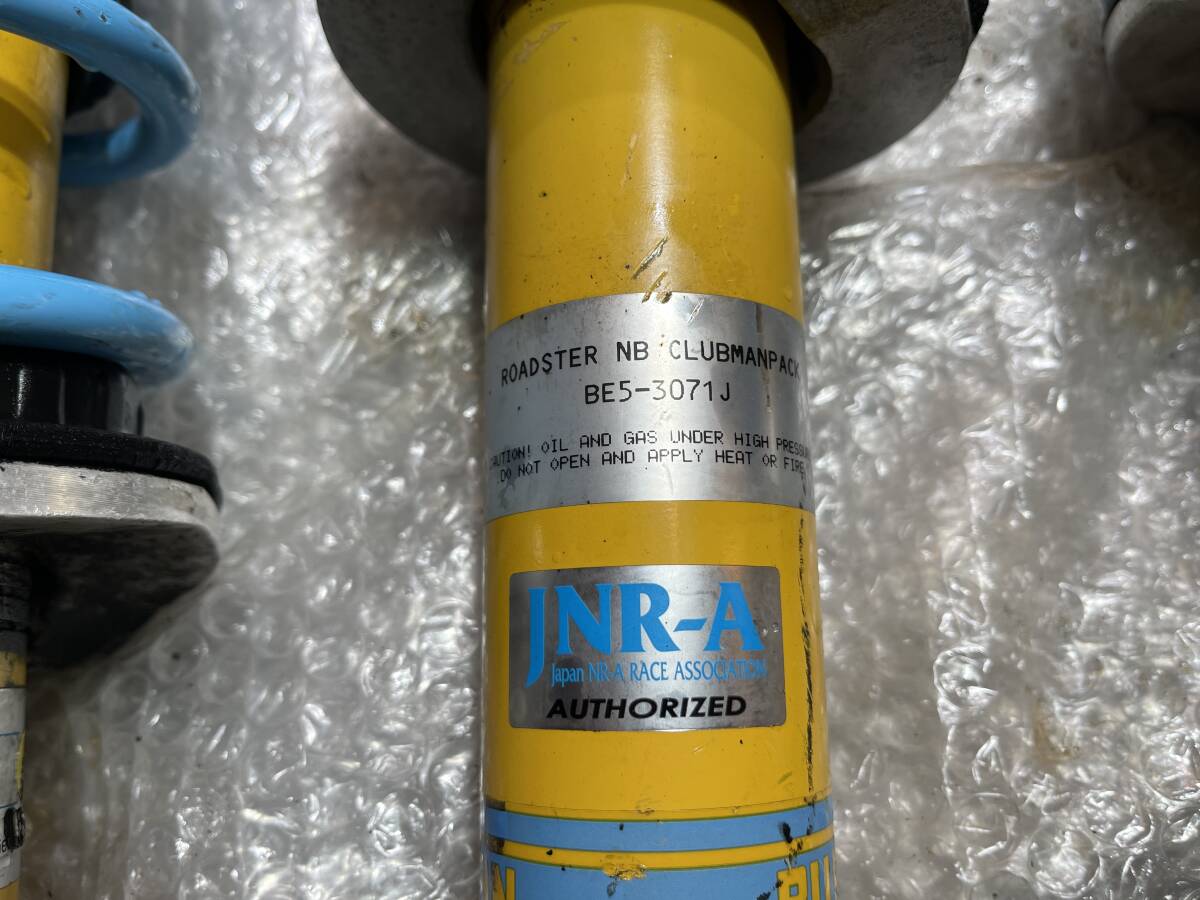 ROADSTER NB CLUBMANPACK
BE5-3071J
CAUTION! OIL AND GAS UNDER HIGH
DO NOT OPEN AND APPLY HEAT OR FIRE
JNR-A
Japan NR-A RACE ASSOCIATION
AUTHORIZED